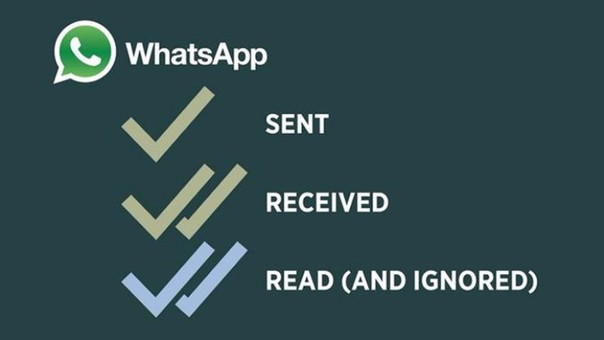 WhatsApp
SENT
RECEIVED
READ (AND IGNORED)